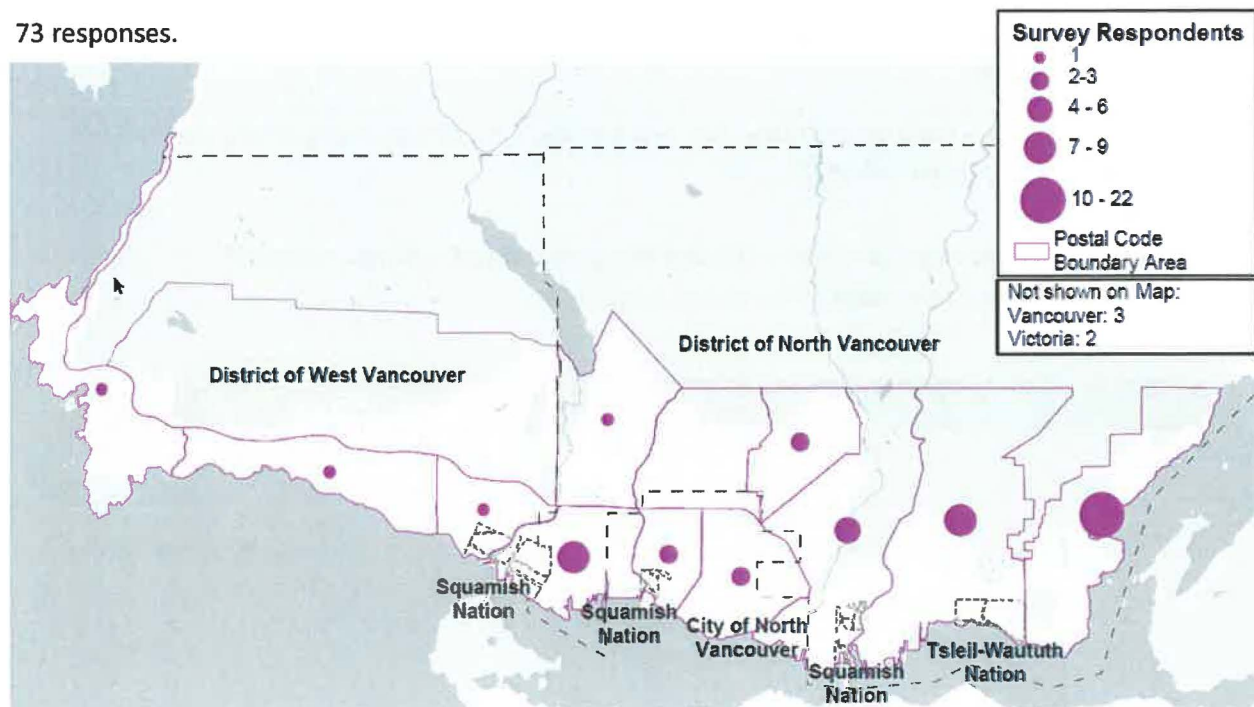 73 responses.
Survey Respondents
1
2-3
4 - 6
7 - 9
10 - 22
Postal Code
Boundary Area
Not shown on Map:
Vancouver: 3
Victoria: 2
District of West Vancouver
District of North Vancouver
Squamish
Nation
Squamish
Nation
City of North
Vancouver
Squamish
Nation
Tsleil-Waututh
Nation